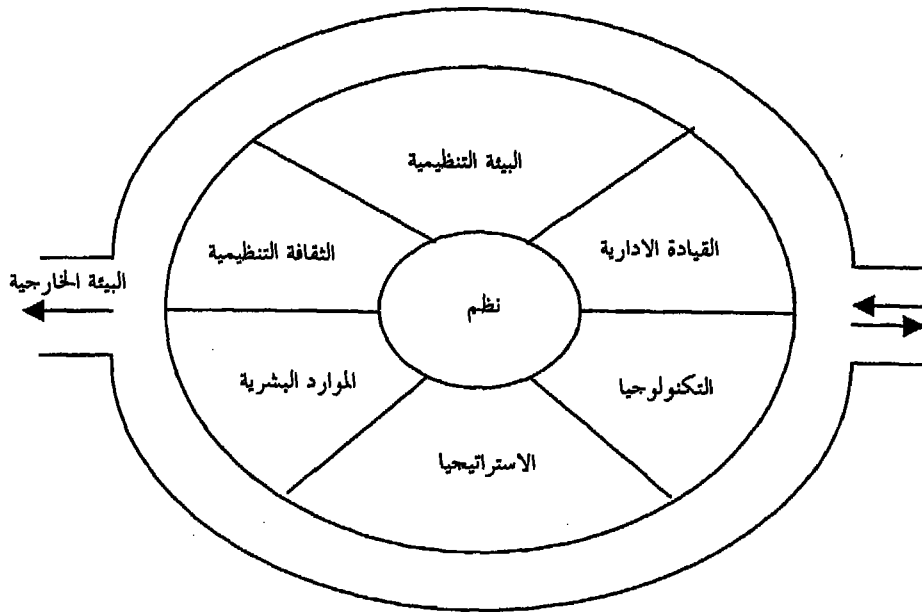 البيئة التنظيمية
القيادة الادارية
الثقافة التنظيمية
البيئة الخارجية
نظم
التكنولوجيا
الموارد البشرية
الاستراتيجيا